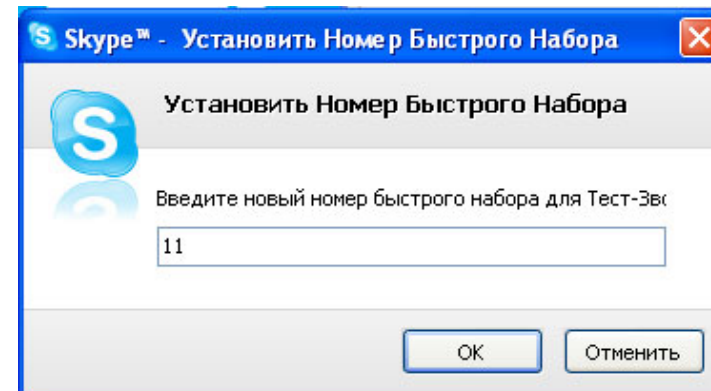 Skype™ - Установить Номер Быстрого Набора
Установить Номер Быстрого Набора
Введите новый номер быстрого набора для Тест-Зво
11
OK
Отменить